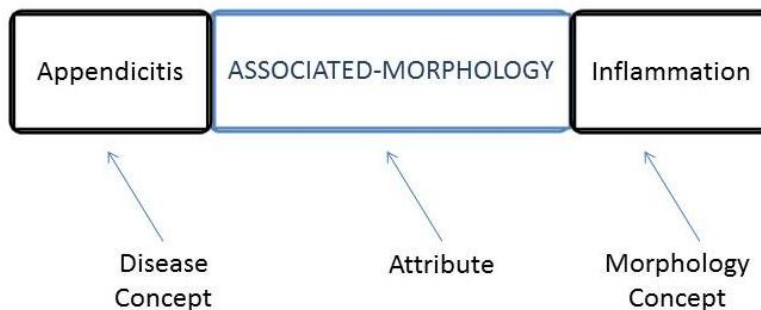 Appendicitis ASSOCIATED-MORPHOLOGY Inflammation
Disease Concept
Attribute
Morphology Concept